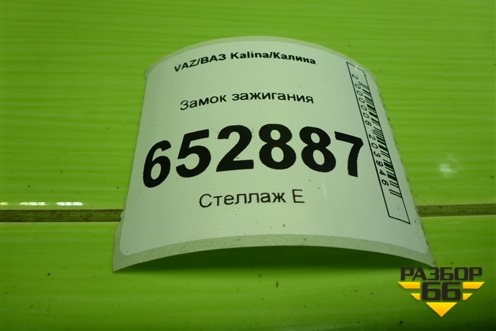 VAZ/ВАЗ Kalina/Калина
Замок зажигания
652887
Стеллаж Е
РАЗБОР
66